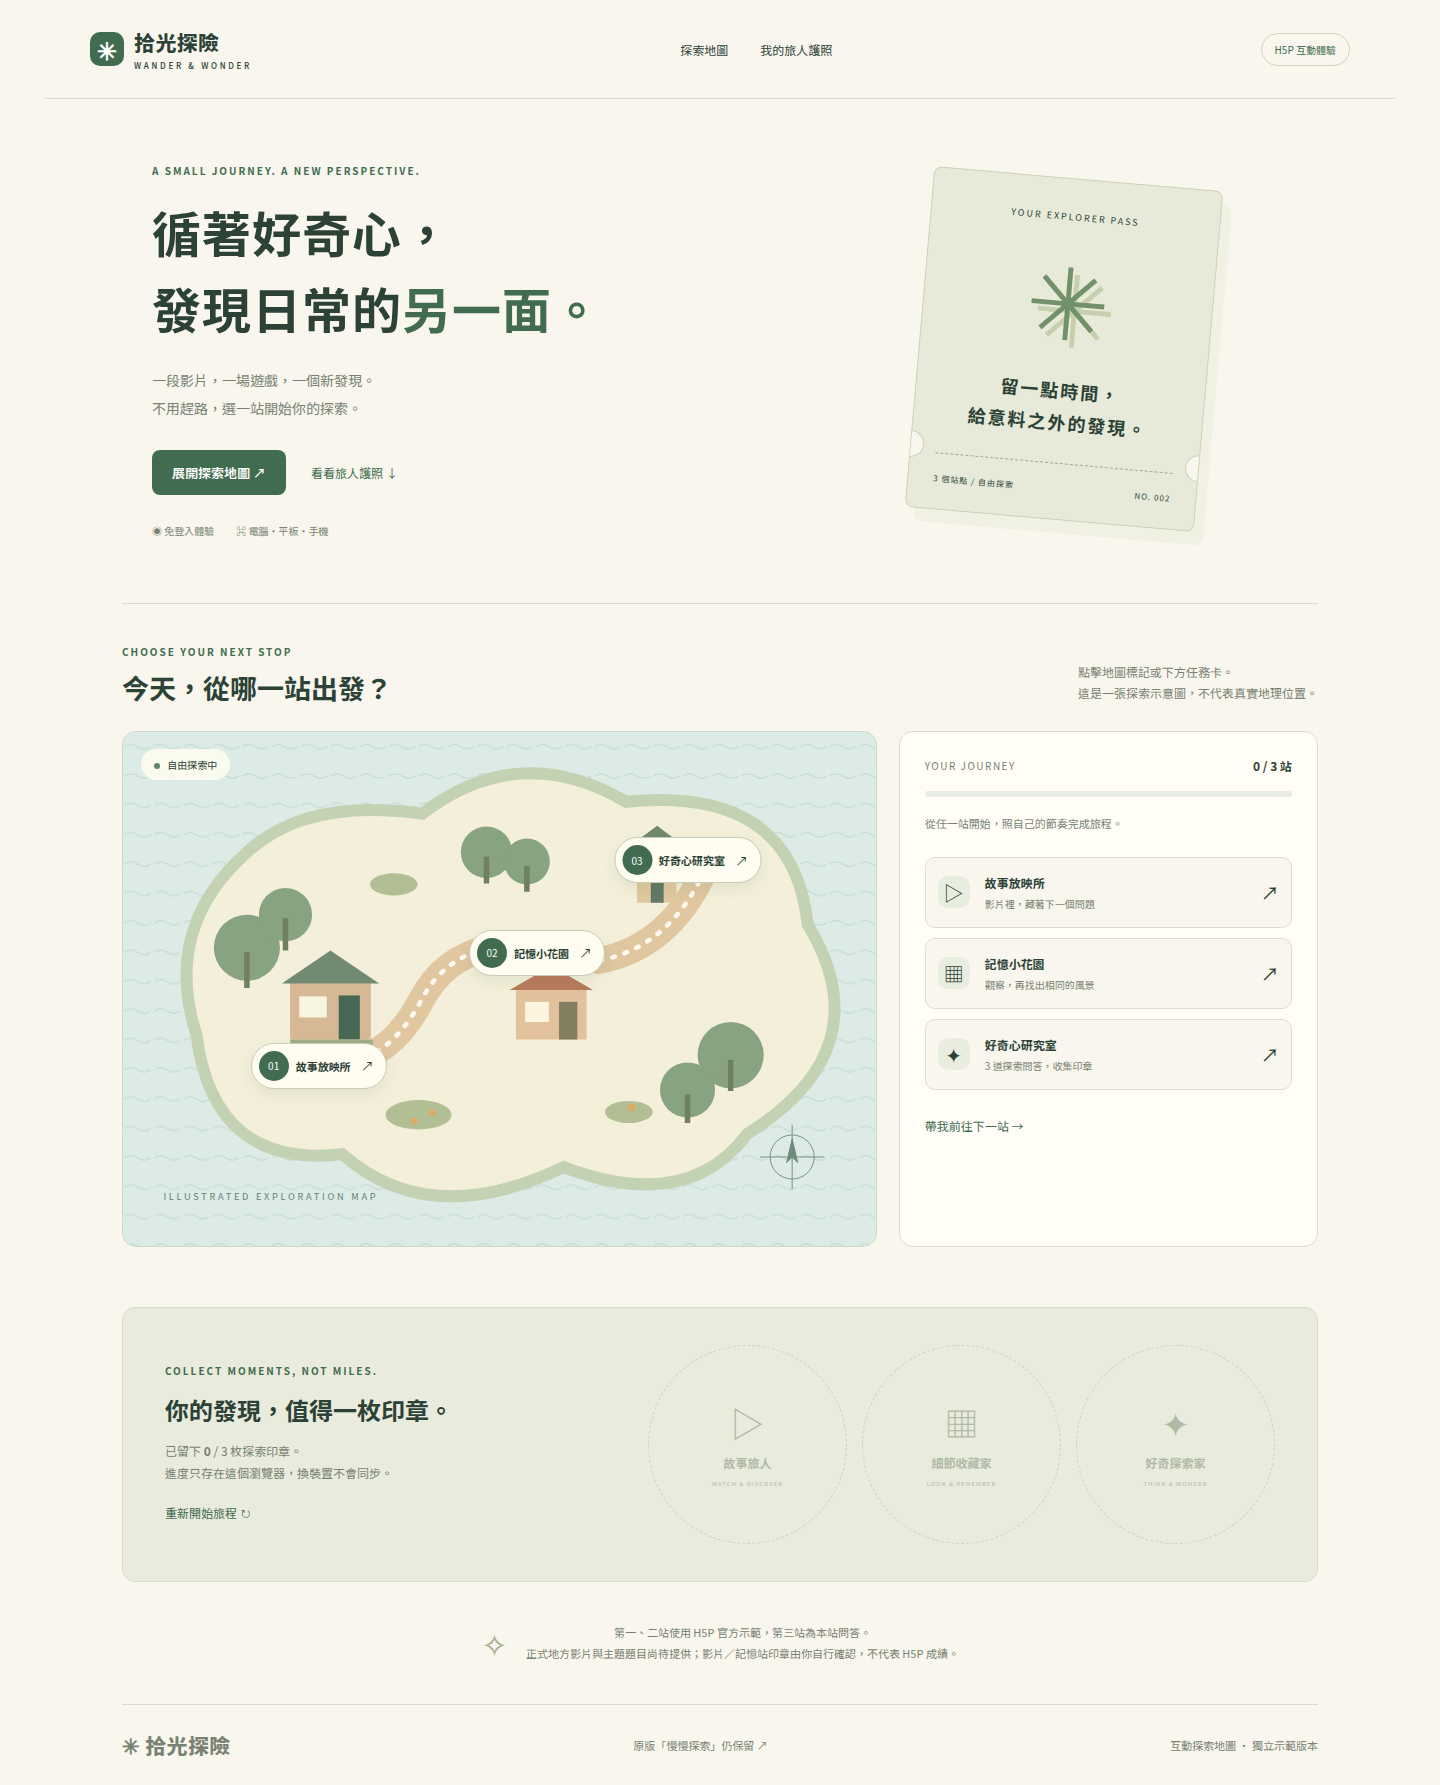 拾光探險
WANDER & WONDER
探索地圖
我的旅人護照
H5P 互動體驗
A SMALL JOURNEY. A NEW PERSPECTIVE.
循著好奇心，
發現日常的另一面。
一段影片，一場遊戲，一個新發現。
不用趕路，選一站開始你的探索。
展開探索地圖 ↗
看看旅人護照 ↓
◉ 免登入體驗
⌘ 電腦・平板・手機
YOUR EXPLORER PASS
留一點時間，
給意料之外的發現。
3 個站點 / 自由探索
NO. 002
CHOOSE YOUR NEXT STOP
今天，從哪一站出發？
點擊地圖標記或下方任務卡。
這是一張探索示意圖，不代表真實地理位置。
自由探索中
03 好奇心研究室 ↗
02 記憶小花園 ↗
01 故事放映所 ↗
ILLUSTRATED EXPLORATION MAP
YOUR JOURNEY
0 / 3 站
從任一站開始，照自己的節奏完成旅程。
故事放映所
影片裡，藏著下一個問題
↗
記憶小花園
觀察，再找出相同的風景
↗
好奇心研究室
3 道探索問答，收集印章
↗
帶我前往下一站 →
COLLECT MOMENTS, NOT MILES.
你的發現，值得一枚印章。
已留下 0 / 3 枚探索印章。
進度只存在這個瀏覽器，換裝置不會同步。
重新開始旅程 ↻
故事旅人
WATCH & DISCOVER
細節收藏家
LOOK & REMEMBER
好奇探索家
THINK & WONDER
第一、二站使用 H5P 官方示範，第三站為本站問答。
正式地方影片與主題題目尚待提供；影片／記憶站印章由你自行確認，不代表 H5P 成績。
拾光探險
原版「慢慢探索」仍保留 ↗
互動探索地圖 · 獨立示範版本